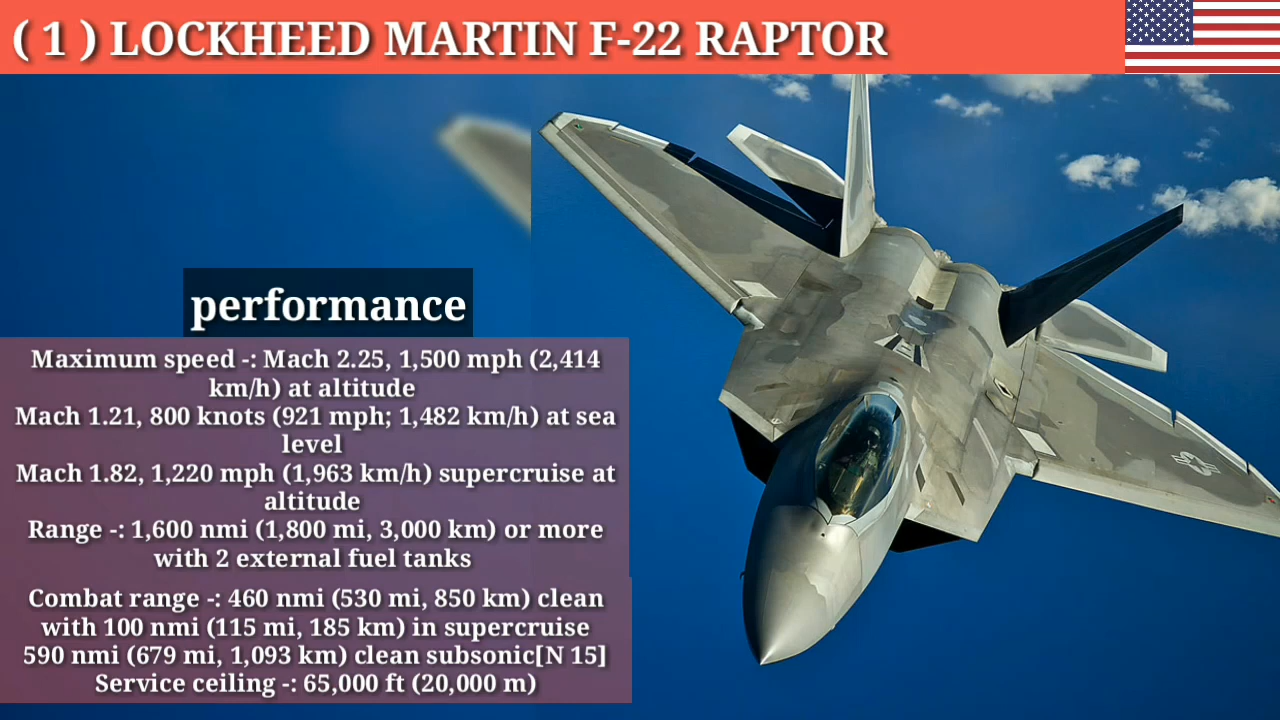 ( 1 ) LOCKHEED MARTIN F-22 RAPTOR
performance
Maximum speed -: Mach 2.25, 1,500 mph (2,414
km/h) at altitude
Mach 1.21, 800 knots (921 mph; 1,482 km/h) at sea
level
Mach 1.82, 1,220 mph (1,963 km/h) supercruise at
altitude
Range -: 1,600 nmi (1,800 mi, 3,000 km) or more
with 2 external fuel tanks
Combat range -: 460 nmi (530 mi, 850 km) clean
with 100 nmi (115 mi, 185 km) in supercruise
590 nmi (679 mi, 1,093 km) clean subsonic[N 15]
Service ceiling -: 65,000 ft (20,000 m)